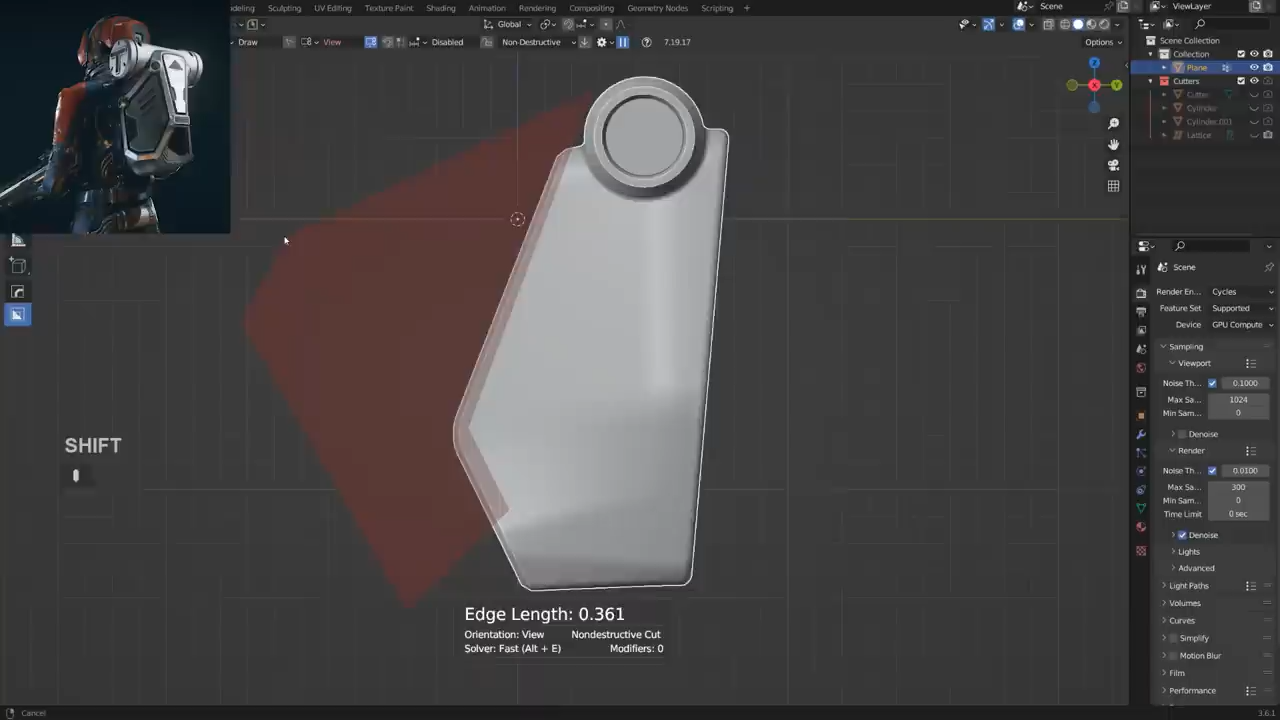 deling Sculpting UV Editing Texture Paint Shading Animation Rendering Compositing Geometry Nodes Scripting +
Scene
ViewLayer
Global
Draw
View
Disabled
Non-Destructive
7.19.17
Options
Scene Collection
Collection
Plane
Cutters
Cutter
Cylinder
Cylinder.001
Lattice
Z
X
Y
SHIFT
Scene
Render En... Cycles
Feature Set Supported
Device GPU Compute
Sampling
Viewport
Noise Th... 0.1000
Max Sa... 1024
Min Sam... 0
Denoise
Render
Noise Th... 0.0100
Max Sa... 300
Min Sam... 0
Time Limit 0 sec
Denoise
Lights
Advanced
Light Paths
Volumes
Curves
Simplify
Motion Blur
Film
Performance
Edge Length: 0.361
Orientation: View Nondestructive Cut
Solver: Fast (Alt + E) Modifiers: 0
Cancel
3.6.1